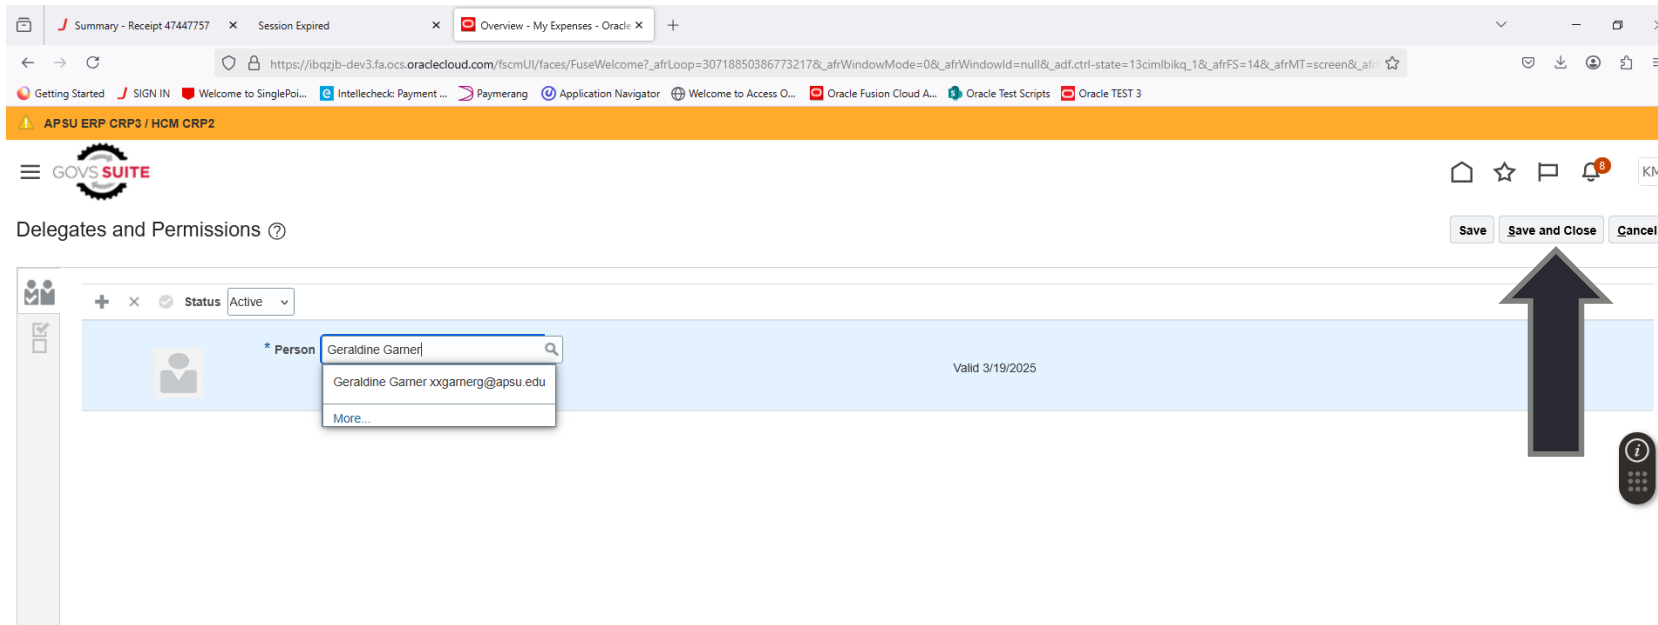 Summary - Receipt 47447757
Session Expired
Overview - My Expenses - Oracle
https://ibqzjb-dev3.fa.ocs.oraclecloud.com/fscmUI/faces/FuseWelcome?_afrLoop=30718850386773217&_afrWindowMode=0&_afrWindowId=null&_adf.ctrl-state=13cimlbikq_1&_afrFS=14&_afrMT=screen&_afr
Getting Started SIGN IN Welcome to SinglePoi... Intellecheck: Payment ... Paymerang Application Navigator Welcome to Access O... Oracle Fusion Cloud A... Oracle Test Scripts Oracle TEST 3
APSU ERP CRP3 / HCM CRP2
GOVS SUITE
8
KM
Delegates and Permissions
Save Save and Close Cancel
Status Active
* Person Geraldine Garner
Valid 3/19/2025
Geraldine Garner xxgarnerg@apsu.edu
More...